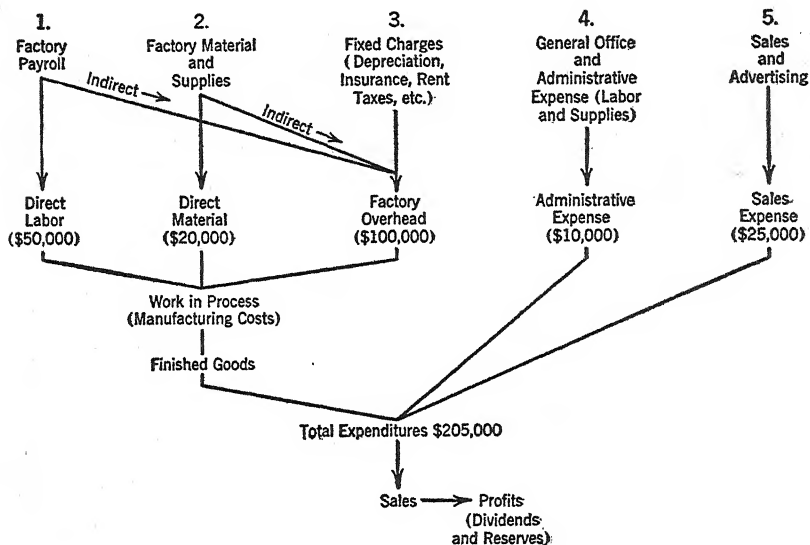 1.
Factory
Payroll
2.
Factory Material
and
Supplies
3.
Fixed Charges
(Depreciation,
Insurance, Rent
Taxes, etc.)
4.
General Office
and
Administrative
Expense (Labor
and Supplies)
5.
Sales
and
Advertising
Indirect
Indirect
Direct
Labor
($50,000)
Direct
Material
($20,000)
Factory
Overhead
($100,000)
Administrative
Expense
($10,000)
Sales
Expense
($25,000)
Work in Process
(Manufacturing Costs)
Finished Goods
Total Expenditures $205,000
Sales
Profits
(Dividends
and Reserves)